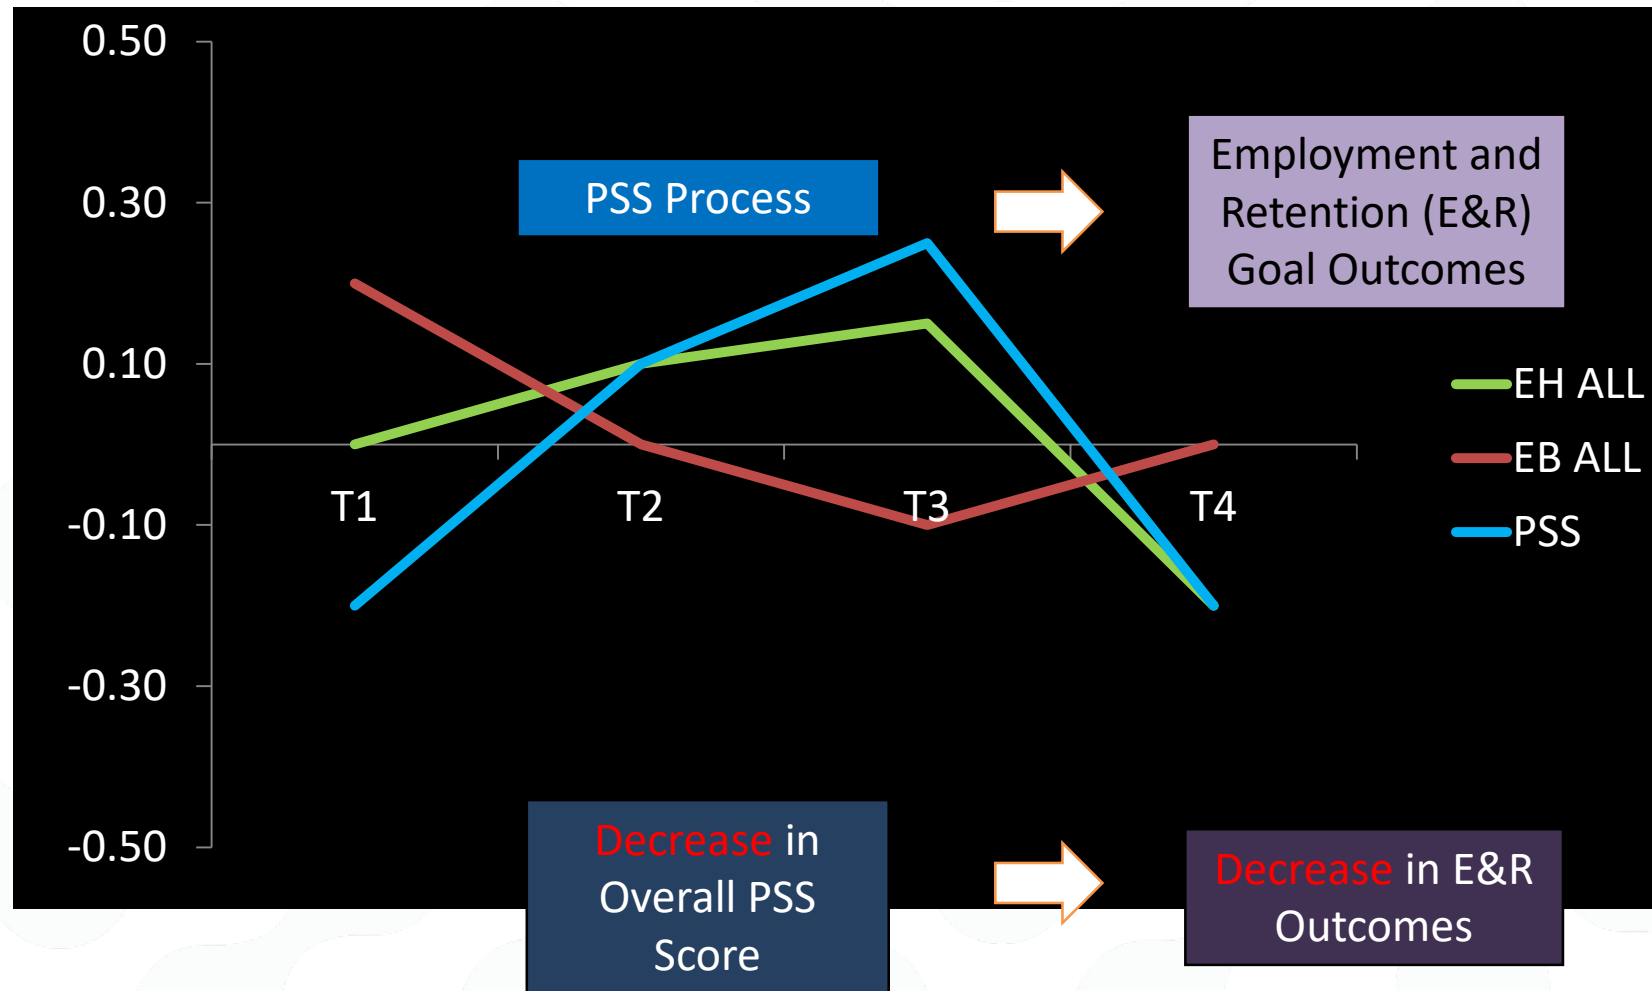 0.50
0.30
0.10
-0.10
-0.30
-0.50
PSS Process
Employment and
Retention (E&R)
Goal Outcomes
T1
T2
T3
T4
EH ALL
EB ALL
PSS
Decrease in
Overall PSS
Score
Decrease in E&R
Outcomes